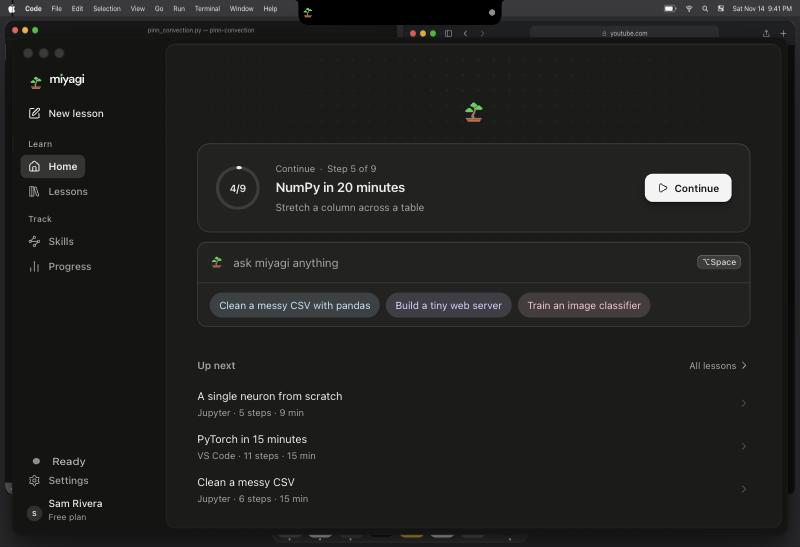 Code File Edit Selection View Go Run Terminal Window Help
Sat Nov 14 9:41 PM
pinn_convection.py — pinn-convection
youtube.com
miyagi
New lesson
Learn
Home
Lessons
Track
Skills
Progress
Ready
Settings
S
Sam Rivera
Free plan
4/9
Continue · Step 5 of 9
NumPy in 20 minutes
Stretch a column across a table
Continue
ask miyagi anything
⌥Space
Clean a messy CSV with pandas
Build a tiny web server
Train an image classifier
Up next
All lessons
A single neuron from scratch
Jupyter · 5 steps · 9 min
PyTorch in 15 minutes
VS Code · 11 steps · 15 min
Clean a messy CSV
Jupyter · 6 steps · 15 min